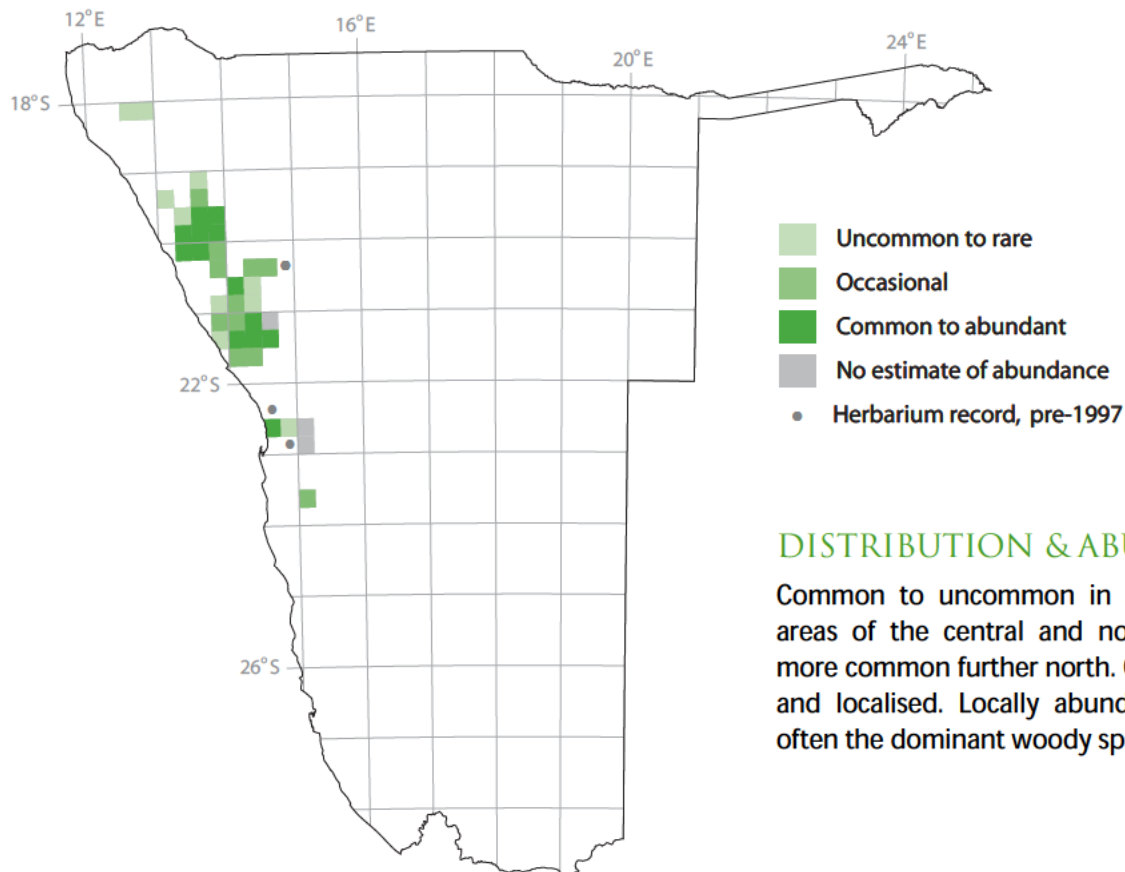 12°E
16°E
20°E
24°E
18°S
22°S
26°S
Uncommon to rare
Occasional
Common to abundant
No estimate of abundance
Herbarium record, pre-1997
DISTRIBUTION & AB
Common to uncommon in
areas of the central and no
more common further north.
and localised. Locally abund
often the dominant woody sp